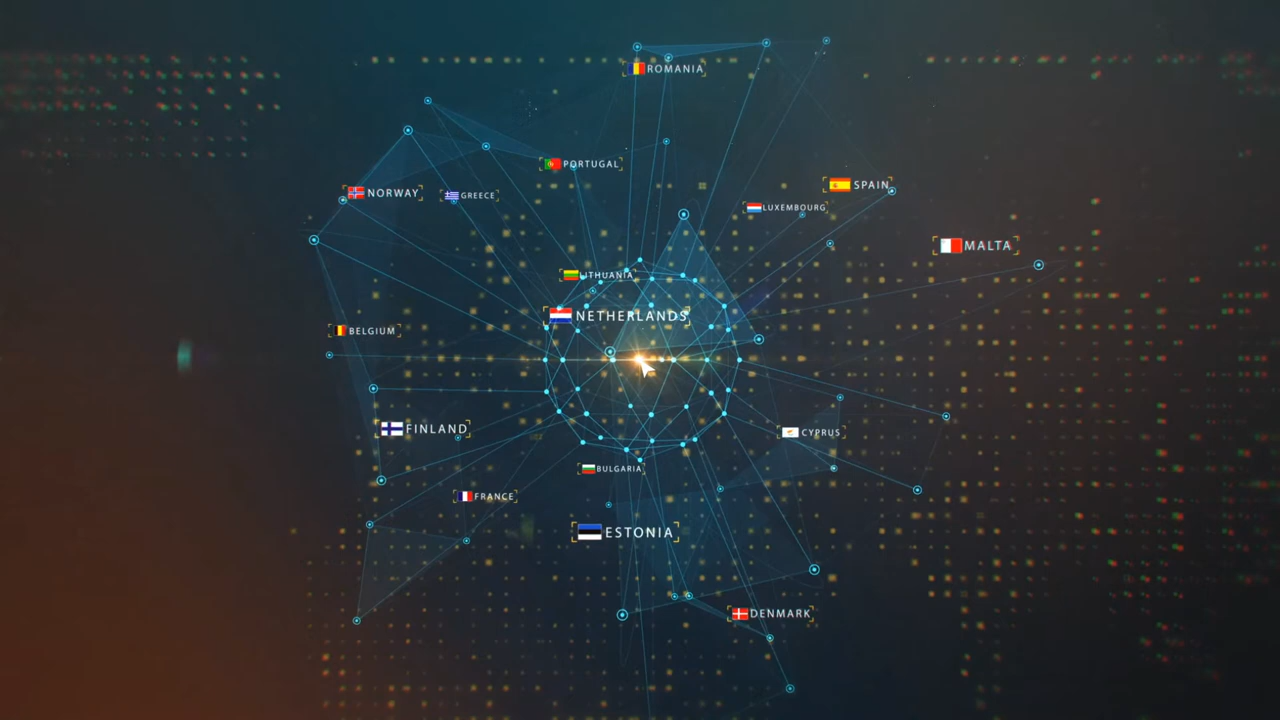 ROMANIA
PORTUGAL
SPAIN
NORWAY
GREECE
LUXEMBOURG
MALTA
LITHUANIA
NETHERLANDS
BELGIUM
FINLAND
CYPRUS
BULGARIA
FRANCE
ESTONIA
DENMARK